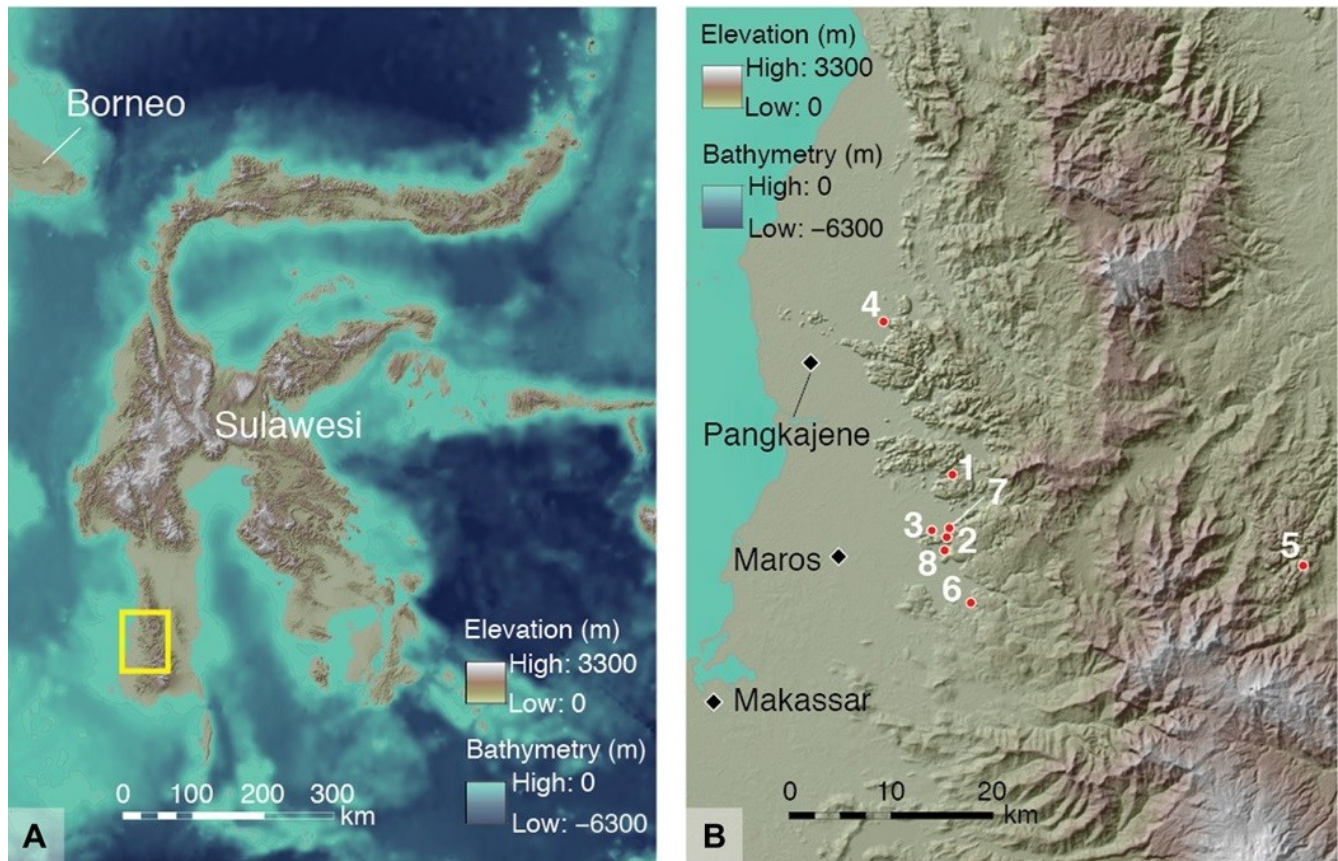 Borneo
Sulawesi
Elevation (m)
High: 3300
Low: 0
Bathymetry (m)
High: 0
Low: −6300
0 100 200 300
km
A
Elevation (m)
High: 3300
Low: 0
Bathymetry (m)
High: 0
Low: −6300
4
Pangkajene
1
7
3
2
Maros
8
5
6
Makassar
0 10 20
km
B